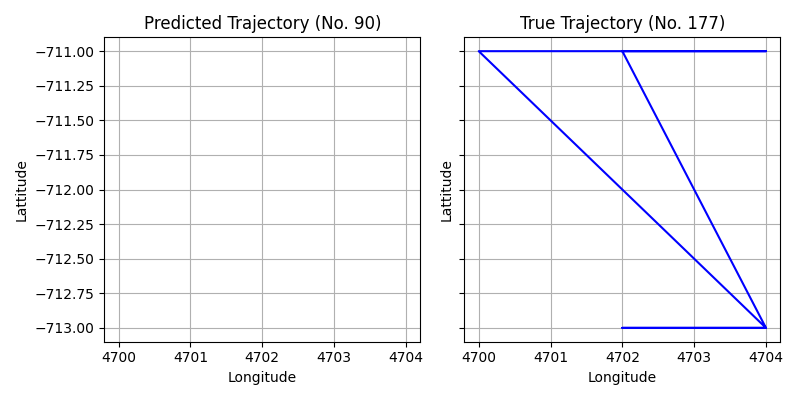 Predicted Trajectory (No. 90)
True Trajectory (No. 177)
Lattitude
−711.00
−711.25
−711.50
−711.75
−712.00
−712.25
−712.50
−712.75
−713.00
4700 4701 4702 4703 4704
Longitude
Lattitude
4700 4701 4702 4703 4704
Longitude